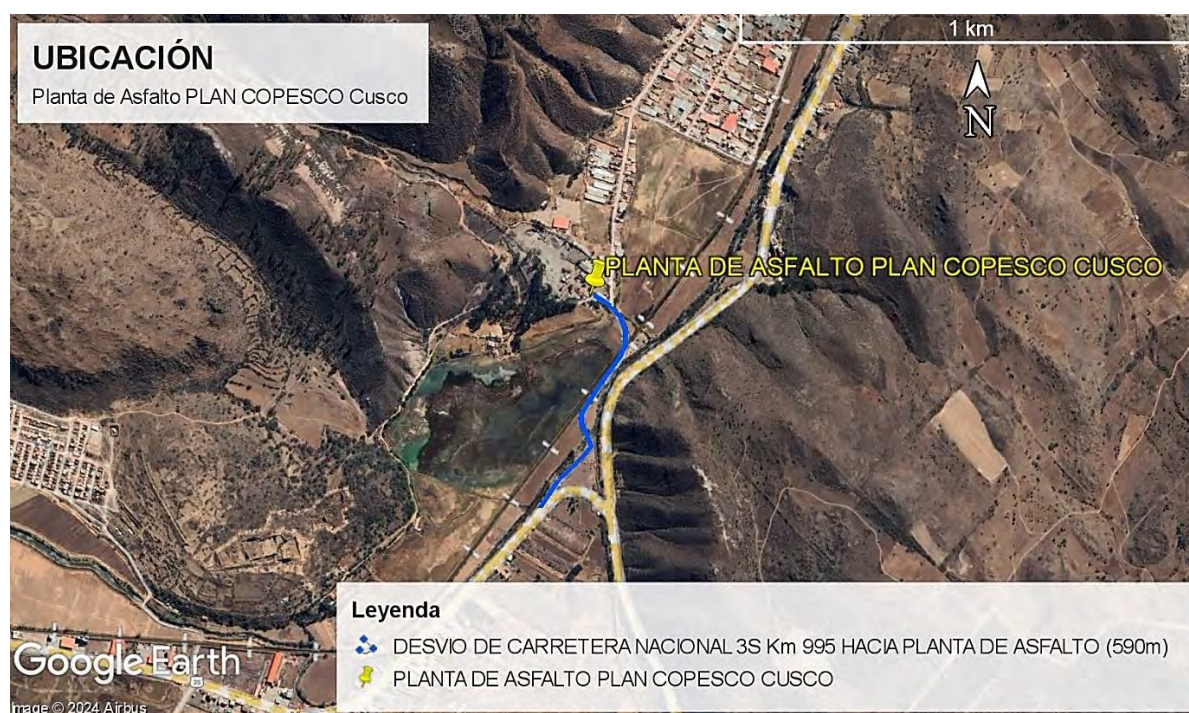 UBICACIÓN
Planta de Asfalto PLAN COPESCO Cusco
1 km
N
PLANTA DE ASFALTO PLAN COPESCO CUSCO
Leyenda
DESVIO DE CARRETERA NACIONAL 3S Km 995 HACIA PLANTA DE ASFALTO (590m)
PLANTA DE ASFALTO PLAN COPESCO CUSCO
Google Earth
3S
Image © 2024 Airbus